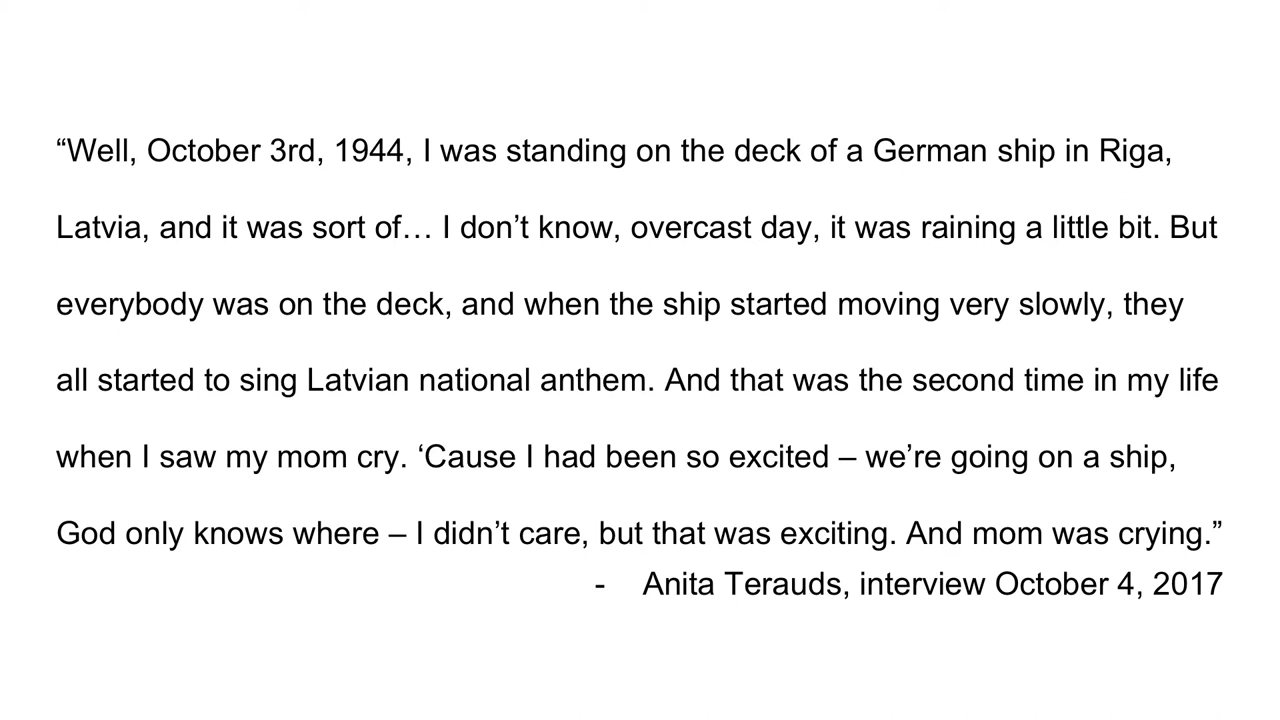 “Well, October 3rd, 1944, I was standing on the deck of a German ship in Riga,
Latvia, and it was sort of… I don’t know, overcast day, it was raining a little bit. But
everybody was on the deck, and when the ship started moving very slowly, they
all started to sing Latvian national anthem. And that was the second time in my life
when I saw my mom cry. ‘Cause I had been so excited – we’re going on a ship,
God only knows where – I didn’t care, but that was exciting. And mom was crying.”
- Anita Terauds, interview October 4, 2017